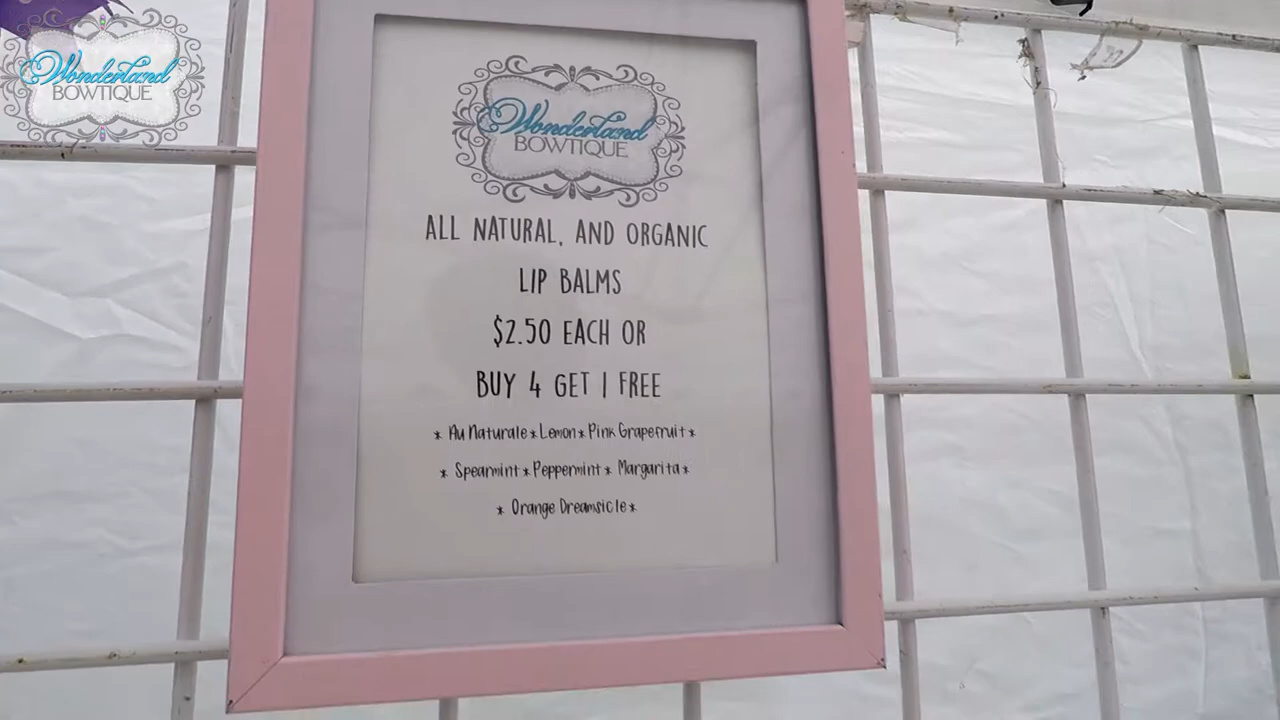 Wonderland
BOWTIQUE
Wonderland
BOWTIQUE
ALL NATURAL, AND ORGANIC
LIP BALMS
$2.50 EACH OR
BUY 4 GET 1 FREE
* Au Naturale * Lemon * Pink Grapefruit *
* Spearmint * Peppermint * Margarita *
* Orange Dreamsicle *